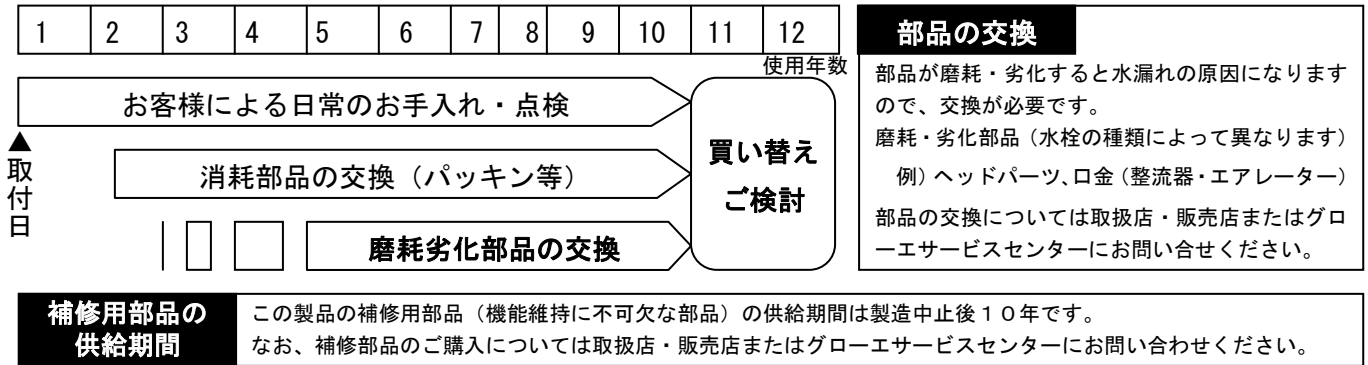 1 2 3 4 5 6 7 8 9 10 11 12
使用年数
お客様による日常のお手入れ・点検
▲
取付日
消耗部品の交換（パッキン等）
磨耗劣化部品の交換
買い替え
ご検討
部品の交換
部品が磨耗・劣化すると水漏れの原因になります
ので、交換が必要です。
磨耗・劣化部品（水栓の種類によって異なります）
例）ヘッドパーツ、口金（整流器・エアレーター）
部品の交換については取扱店・販売店またはグロ
ーエサービスセンターにお問い合せください。
補修用部品の
供給期間
この製品の補修用部品（機能維持に不可欠な部品）の供給期間は製造中止後１０年です。
なお、補修部品のご購入については取扱店・販売店またはグローエサービスセンターにお問い合わせください。